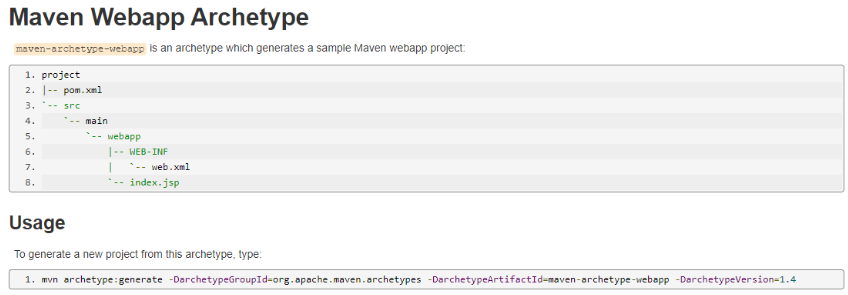 Maven Webapp Archetype
maven-archetype-webapp is an archetype which generates a sample Maven webapp project:
1. project
2. |-- pom.xml
3. `-- src
4.     `-- main
5.         `-- webapp
6.             |-- WEB-INF
7.             |   `-- web.xml
8.             `-- index.jsp
Usage
To generate a new project from this archetype, type:
1. mvn archetype:generate -DarchetypeGroupId=org.apache.maven.archetypes -DarchetypeArtifactId=maven-archetype-webapp -DarchetypeVersion=1.4